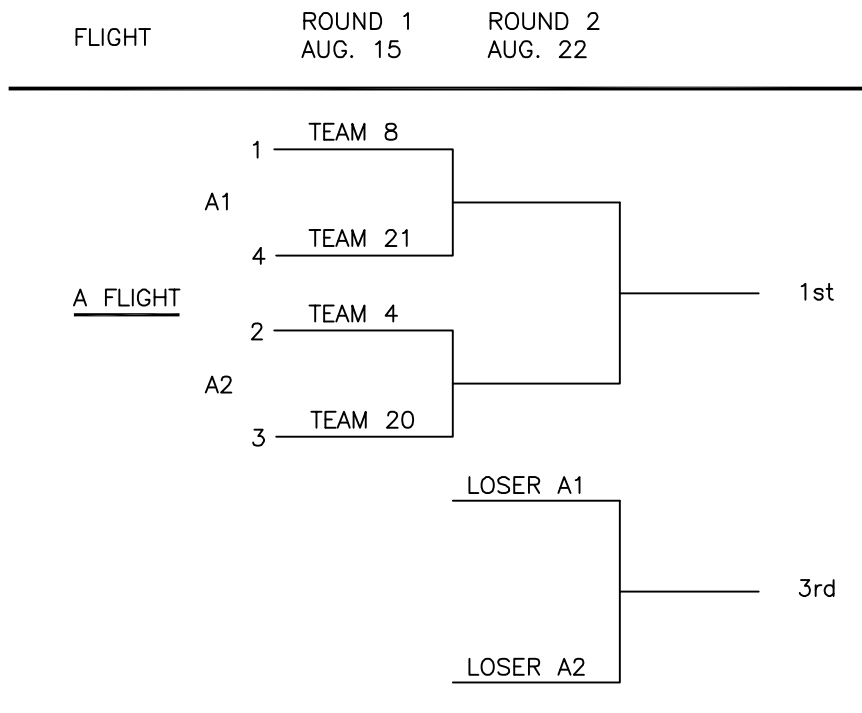 FLIGHT
ROUND 1
AUG. 15
ROUND 2
AUG. 22
TEAM 8
1
A1
TEAM 21
4
A FLIGHT
1st
TEAM 4
2
A2
TEAM 20
3
LOSER A1
3rd
LOSER A2